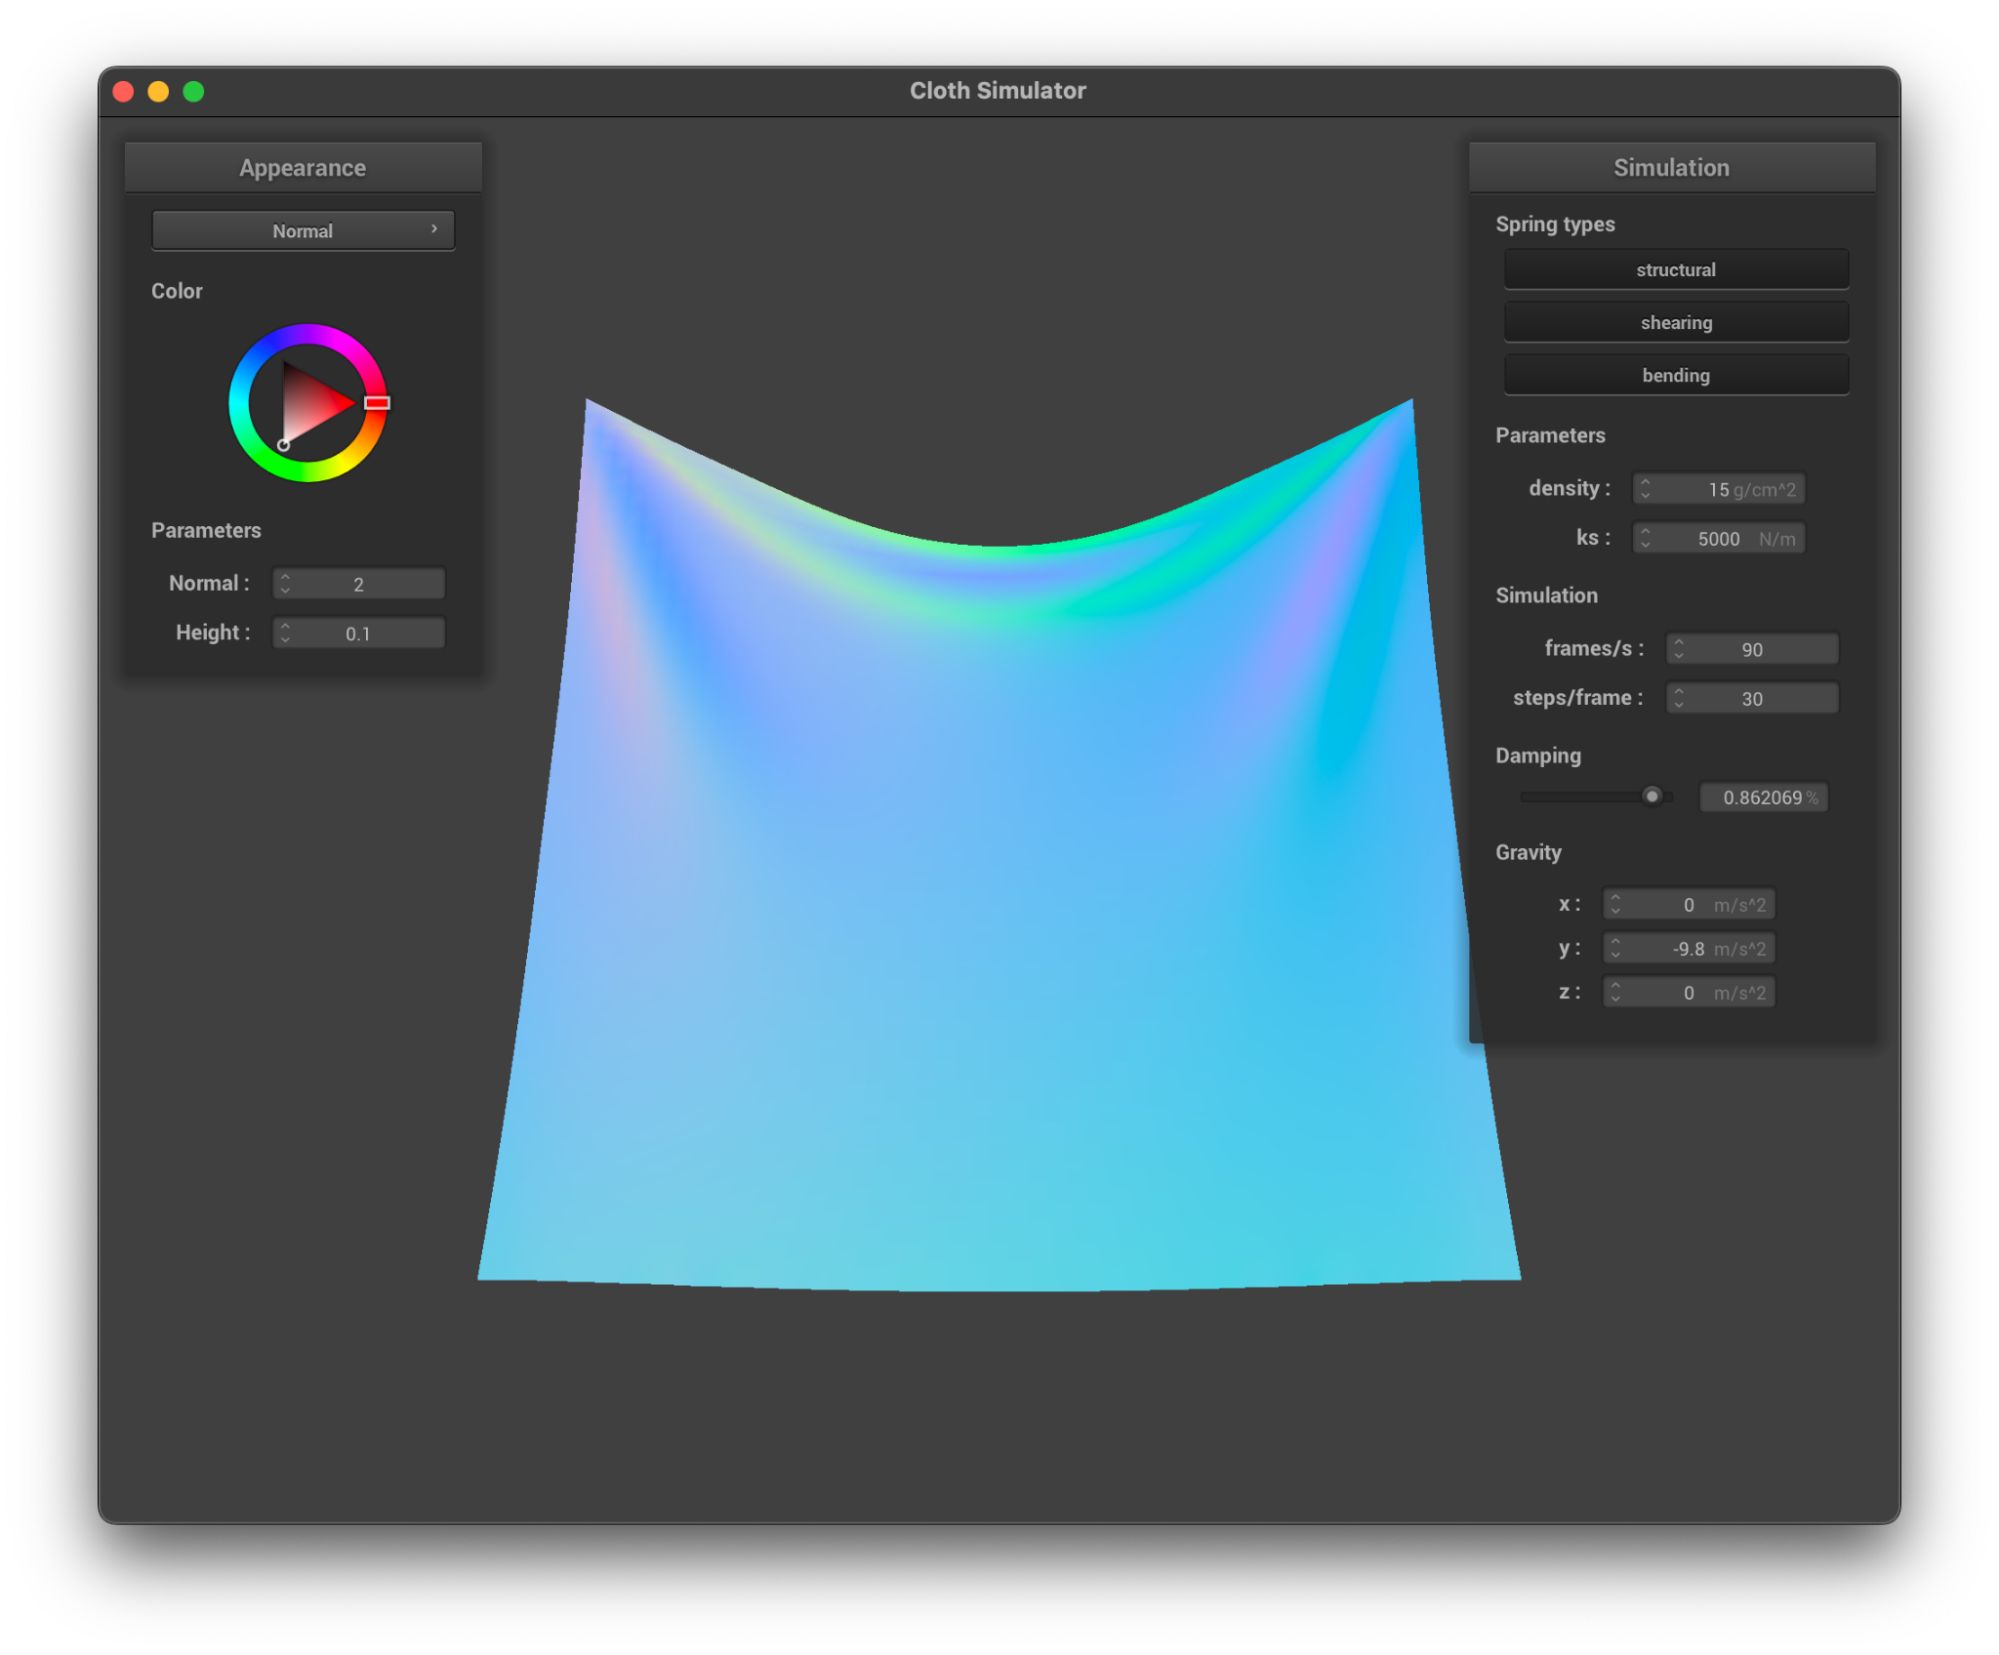 Cloth Simulator
Appearance
Normal
Color
Parameters
Normal : 2
Height : 0.1
Simulation
Spring types
structural
shearing
bending
Parameters
density : 15 g/cm^2
ks : 5000 N/m
Simulation
frames/s : 90
steps/frame : 30
Damping
0.862069 %
Gravity
x : 0 m/s^2
y : -9.8 m/s^2
z : 0 m/s^2